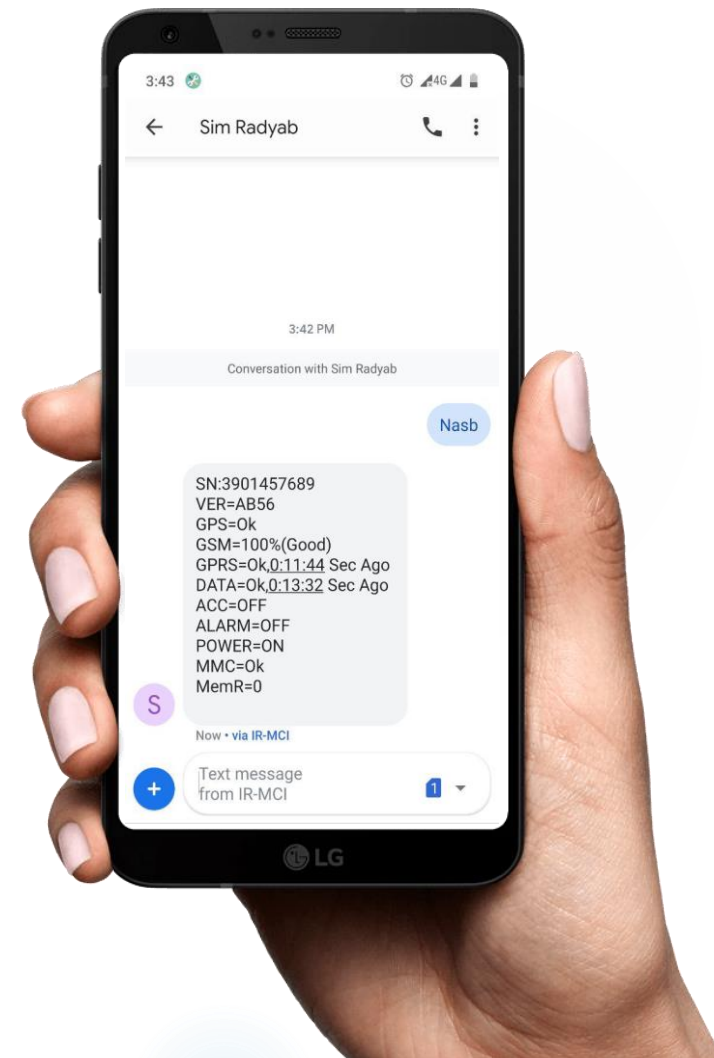 3:43
4G
Sim Radyab
3:42 PM
Conversation with Sim Radyab
Nasb
SN:3901457689
VER=AB56
GPS=Ok
GSM=100%(Good)
GPRS=Ok,0:11:44 Sec Ago
DATA=Ok,0:13:32 Sec Ago
ACC=OFF
ALARM=OFF
POWER=ON
MMC=Ok
MemR=0
S
Now • via IR-MCI
Text message
from IR-MCI
1
LG